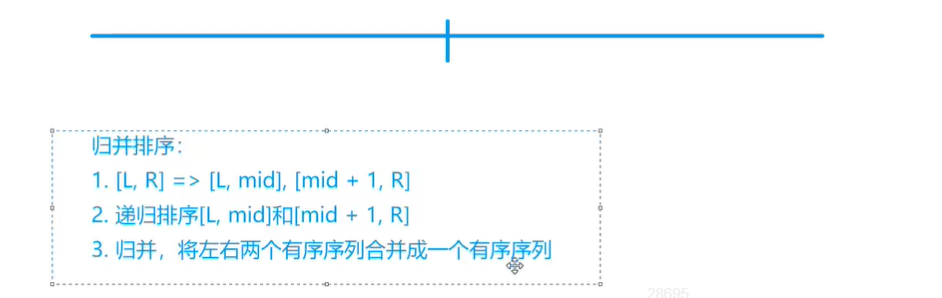 归并排序：
1. [L, R] => [L, mid], [mid + 1, R]
2. 递归排序[L, mid]和[mid + 1, R]
3. 归并，将左右两个有序序列合并成一个有序序列
28695